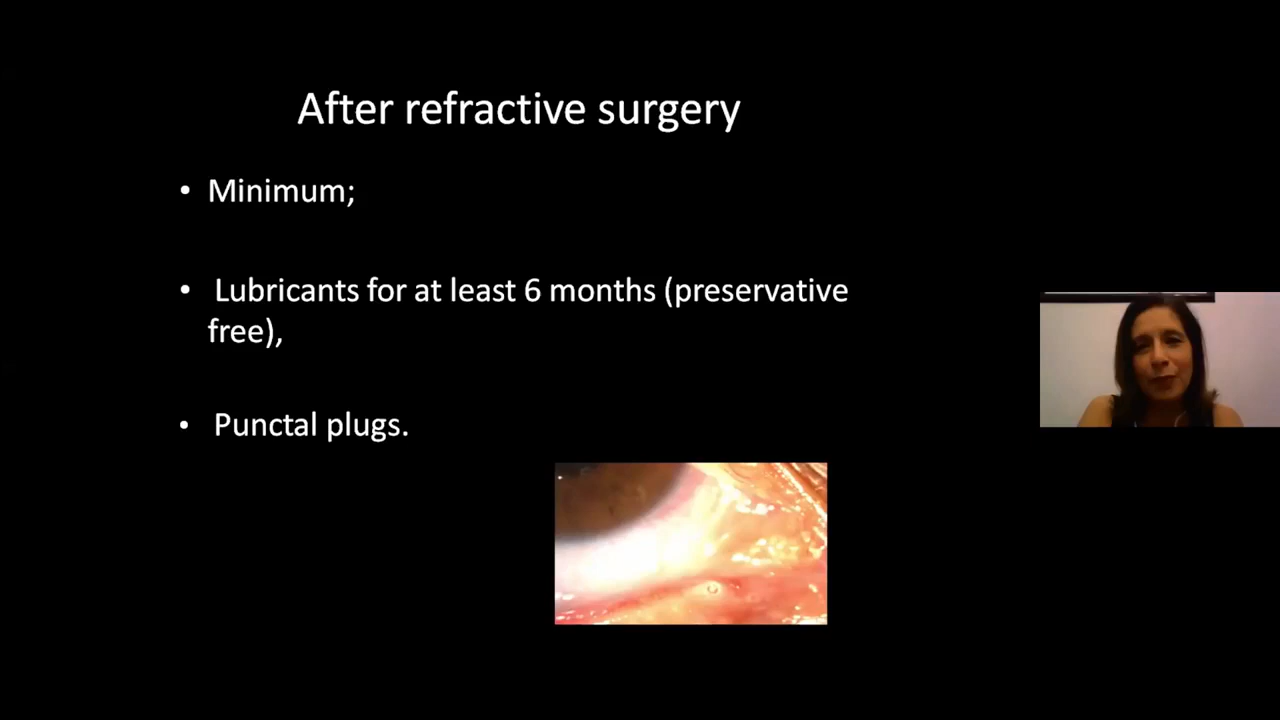 After refractive surgery
• Minimum;
• Lubricants for at least 6 months (preservative
free),
• Punctal plugs.